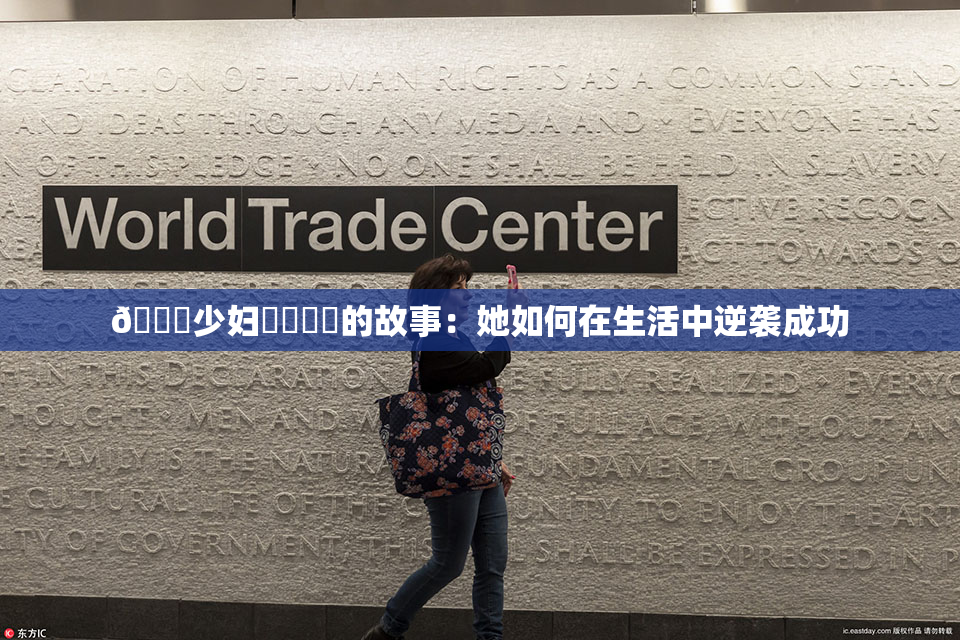 CLARATION OF HUMAN RIGHTS AS A COMMON STAND
AND IDEAS THROUGH ANY MEDIA AND EVERYONE HAS
OF THIS PLEDGE NO ONE SHALL BE HELD IN SLAVERY
World Trade Center
ECTIVE RECOGN
ACT TOWARDS O
少妇的故事：她如何在生活中逆袭成功
IN THIS DECLARATION FULLY REALIZED EVERYO
THOUGHT MEN AND FULL AGE WITHO
E FAMILY IS THE NATURA FUNDAMENTAL GROUP
E CULTURAL LIFE OF THE UNITY, TO ENJOY THE ART
TY OF GOVERNMENT; THIS SHALL BE EXPRESSED IN P
东方IC
ic.eastday.com 版权作品 请勿转载